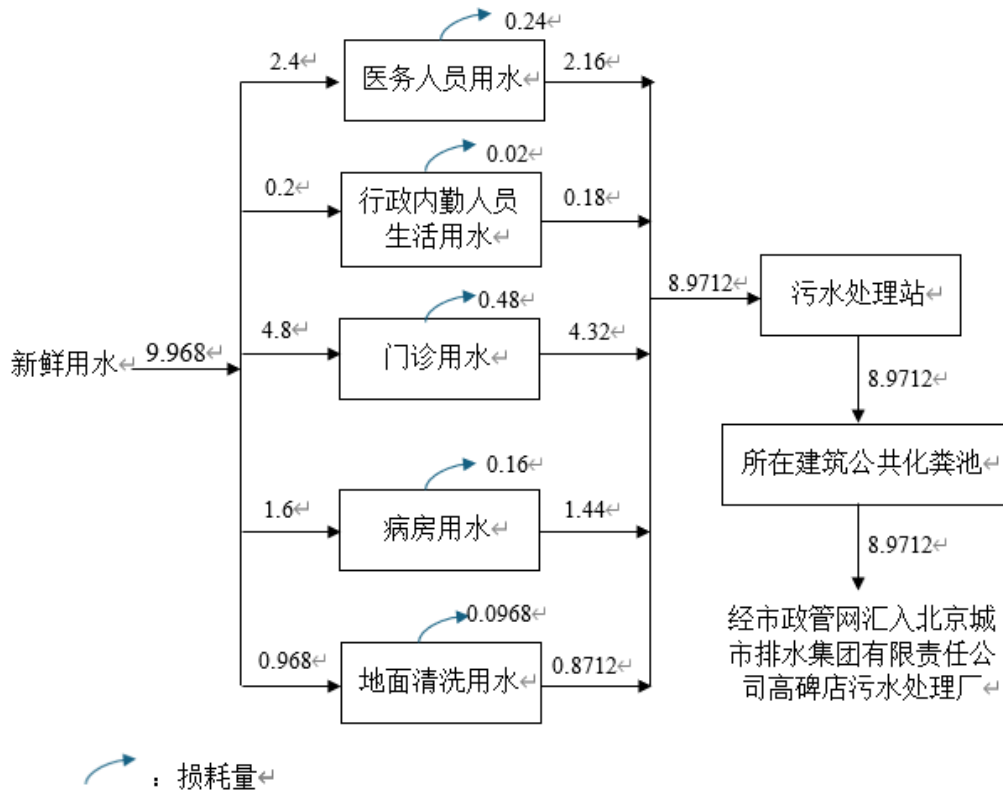 0.24↵
2.4↵
医务人员用水↵
2.16↵
0.02↵
0.2↵
行政内勤人员
生活用水↵
0.18↵
8.9712↵
污水处理站↵
0.48↵
新鲜用水↵
9.968↵
4.8↵
门诊用水↵
4.32↵
8.9712↵
所在建筑公共化粪池
0.16↵
1.6↵
病房用水↵
1.44↵
8.9712↵
0.0968↵
0.968↵
地面清洗用水↵
0.8712↵
经市政管网汇入北京城
市排水集团有限责任公
司高碑店污水处理厂↵
：损耗量↵